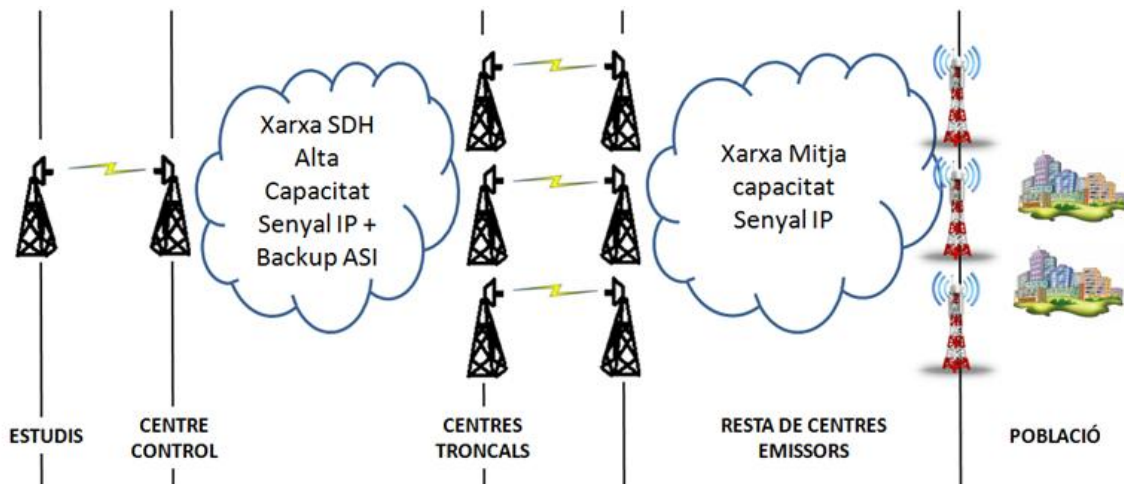 Xarxa SDH
Alta
Capacitat
Senyal IP +
Backup ASI
Xarxa Mitja
capacitat
Senyal IP
ESTUDIS
CENTRE
CONTROL
CENTRES
TRONCALS
RESTA DE CENTRES
EMISSORS
POBLACIÓ